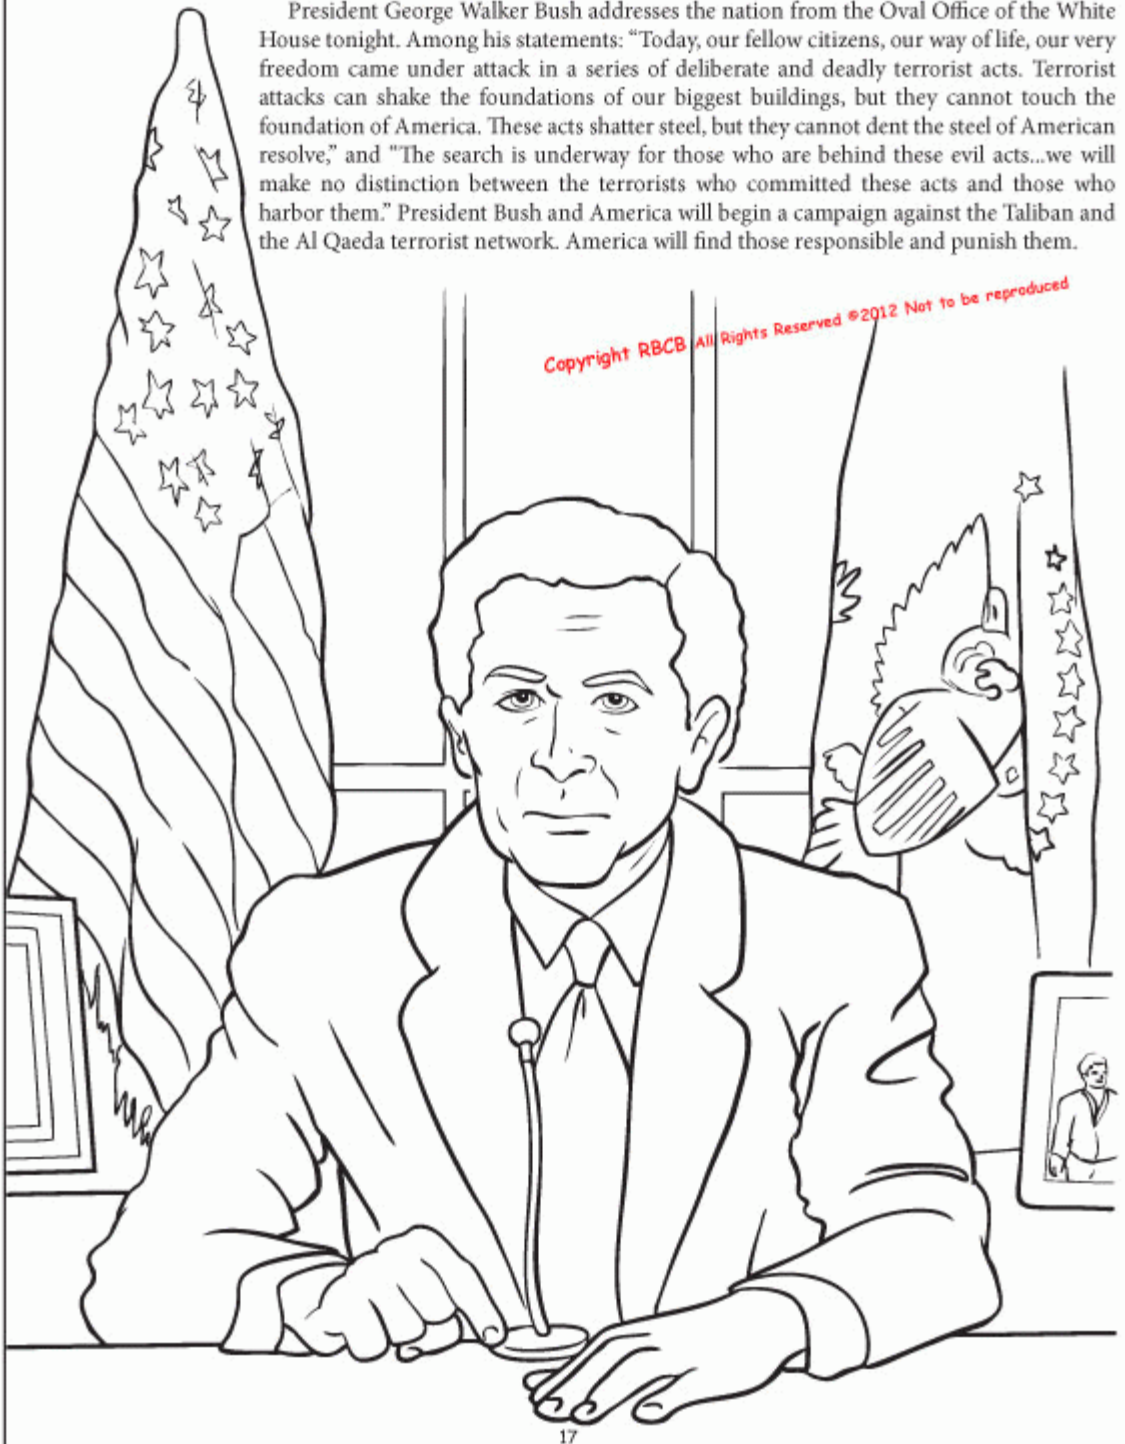 President George Walker Bush addresses the nation from the Oval Office of the White
House tonight. Among his statements: “Today, our fellow citizens, our way of life, our very
freedom came under attack in a series of deliberate and deadly terrorist acts. Terrorist
attacks can shake the foundations of our biggest buildings, but they cannot touch the
foundation of America. These acts shatter steel, but they cannot dent the steel of American
resolve,” and “The search is underway for those who are behind these evil acts...we will
make no distinction between the terrorists who committed these acts and those who
harbor them.” President Bush and America will begin a campaign against the Taliban and
the Al Qaeda terrorist network. America will find those responsible and punish them.
Copyright RBCB All Rights Reserved ©2012 Not to be reproduced
17